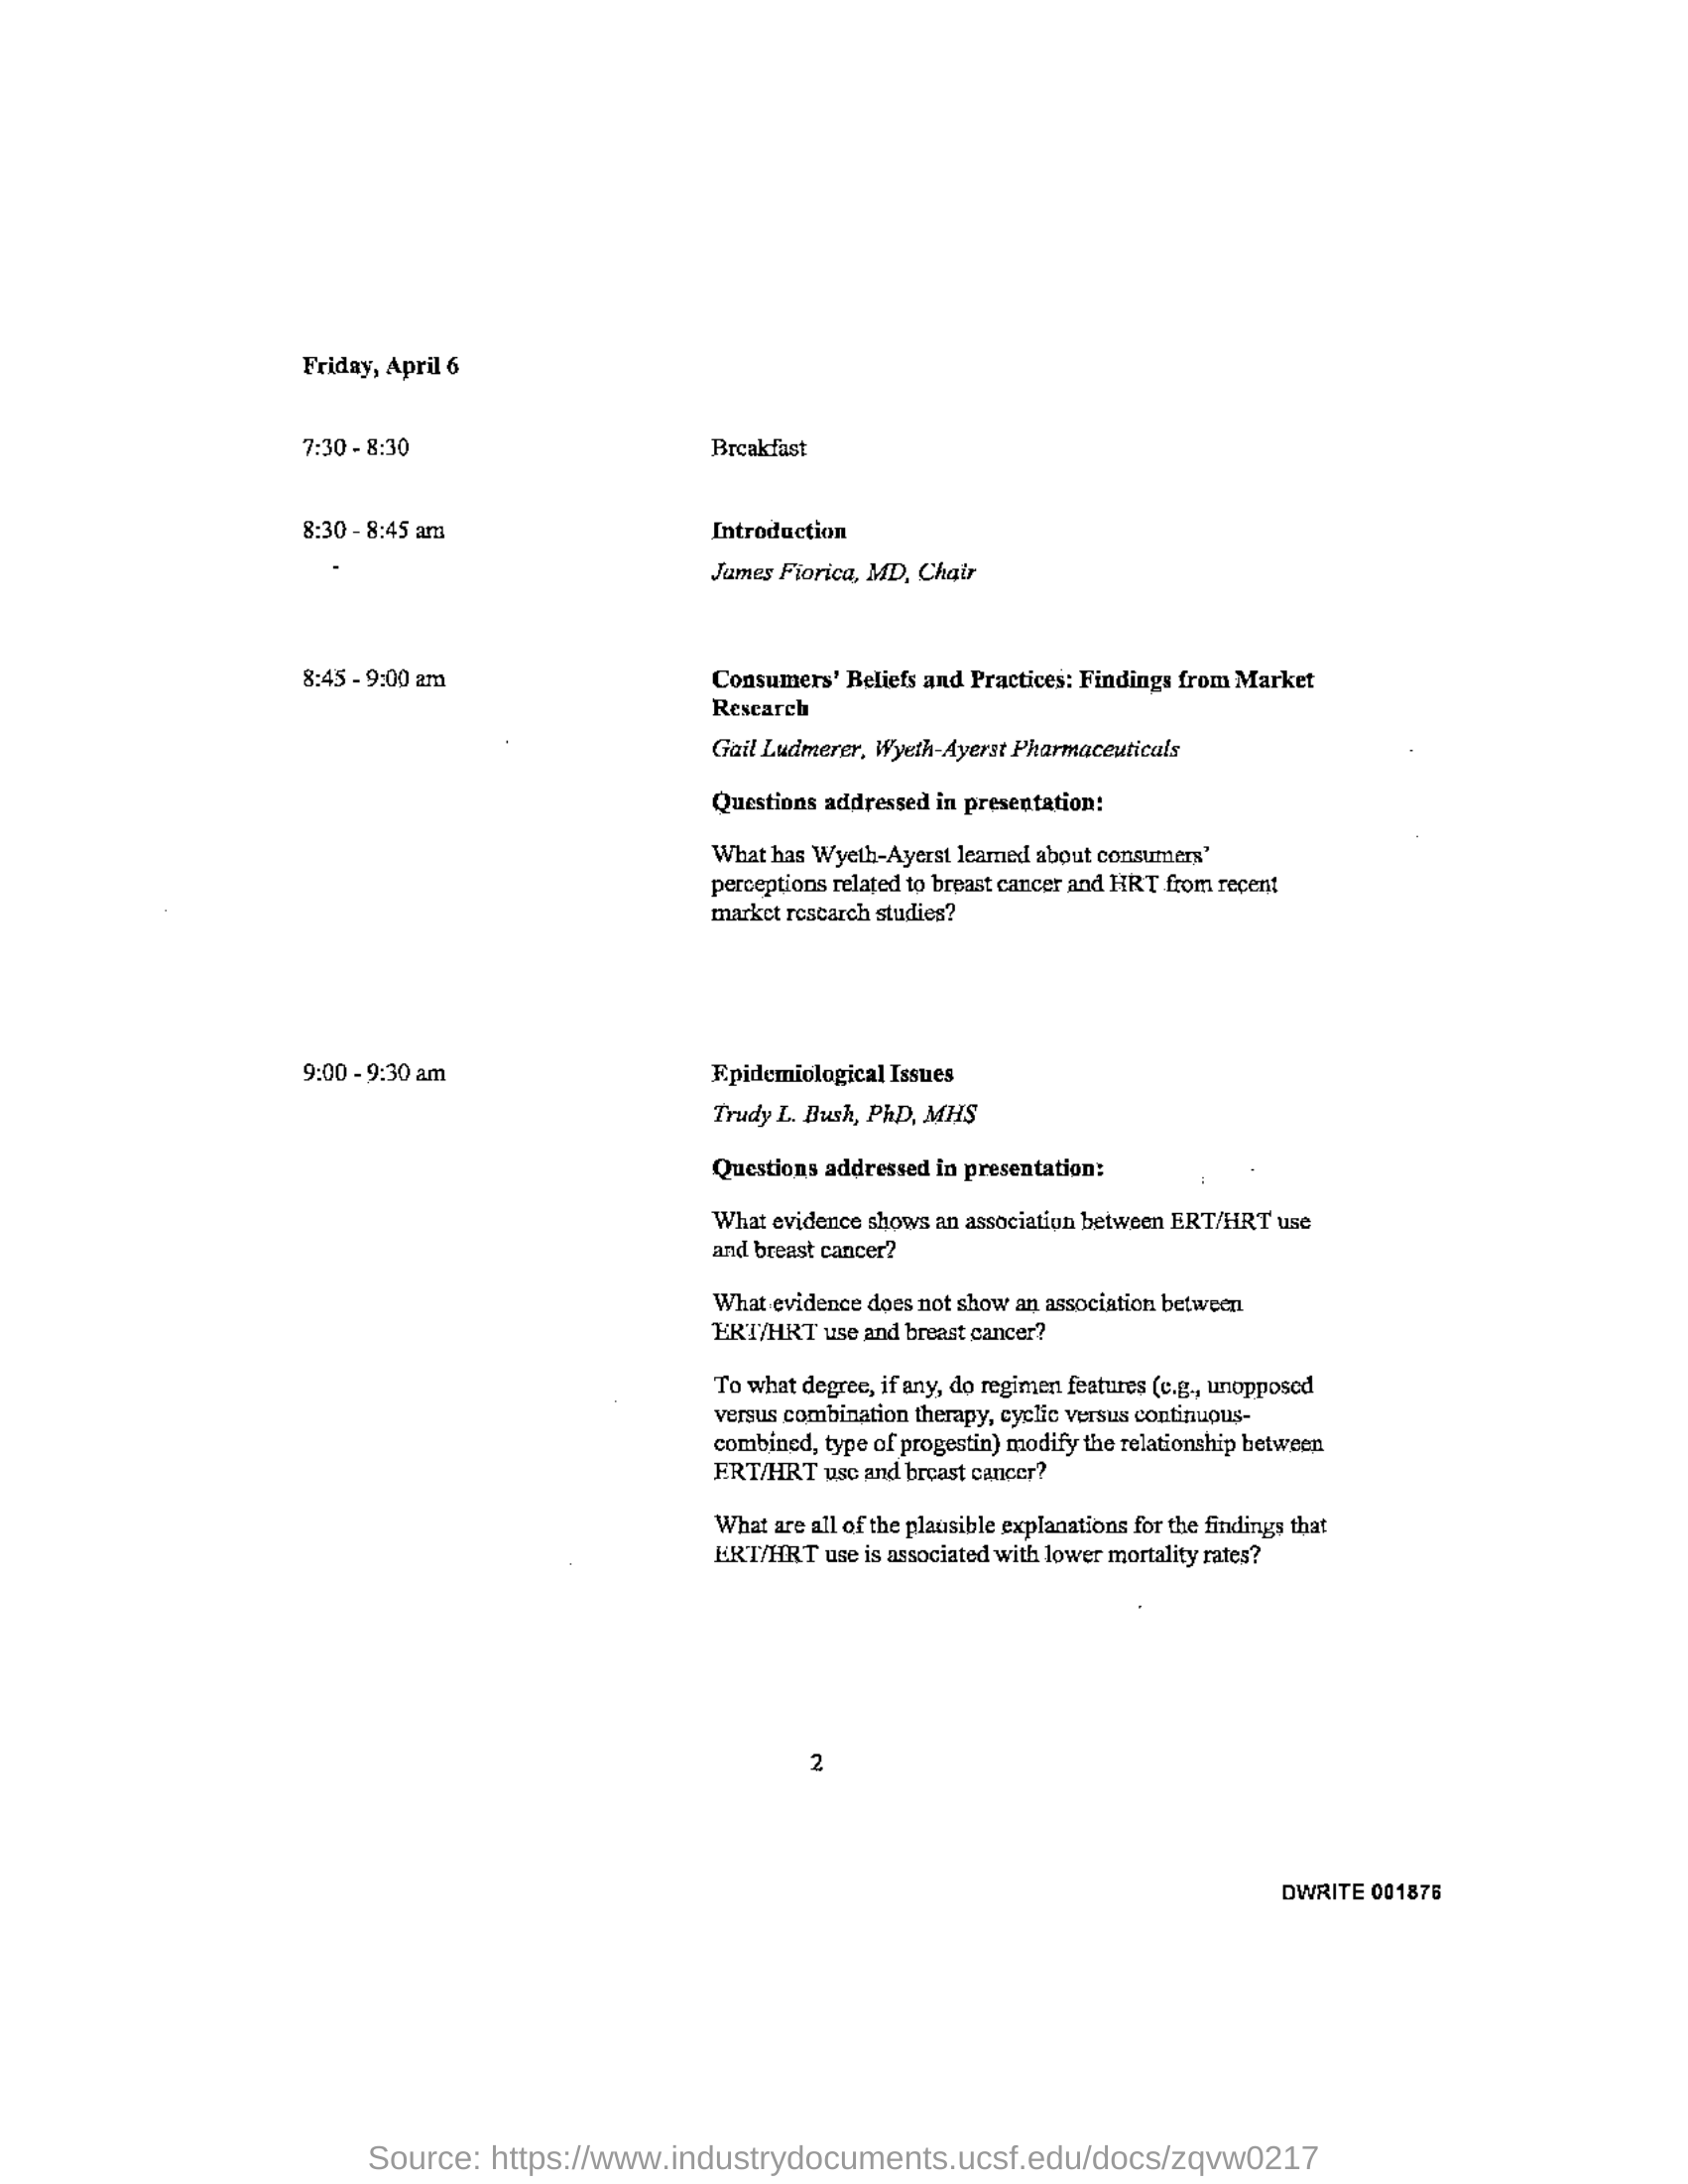 Friday, April 6
7:30 - 8:30 Breakfast
8:30 - 8:45 am Introduction
James Fiorica, MD, Chair
8:45 - 9:00 am Consumers' Beliefs and Practices: Findings from Market
Research
Gail Ludmerer, Wyeth-Ayerst Pharmaceuticals
Questions addressed in presentation:
What has Wyeth-Ayerst learned about consumers'
perceptions related to breast cancer and HRT from recent
market research studies?
9:00 - 9:30 am Epidemiological Issues
Trudy L. Bush, PhD, MHS
Questions addressed in presentation:
What evidence shows an association between ERT/HRT use
and breast cancer?
What evidence does not show an association between
ERT/HRT use and breast cancer?
To what degree, if any, do regimen features (e.g., unopposed
versus combination therapy, cyclic versus continuous-
combined, type of progestin) modify the relationship between
ERT/HRT use and breast cancer?
What are all of the plausible explanations for the findings that
ERT/HRT use is associated with lower mortality rates?
2
DWRITE 001876
Source: https://www.industrydocuments.ucsf.edu/docs/zqvw0217